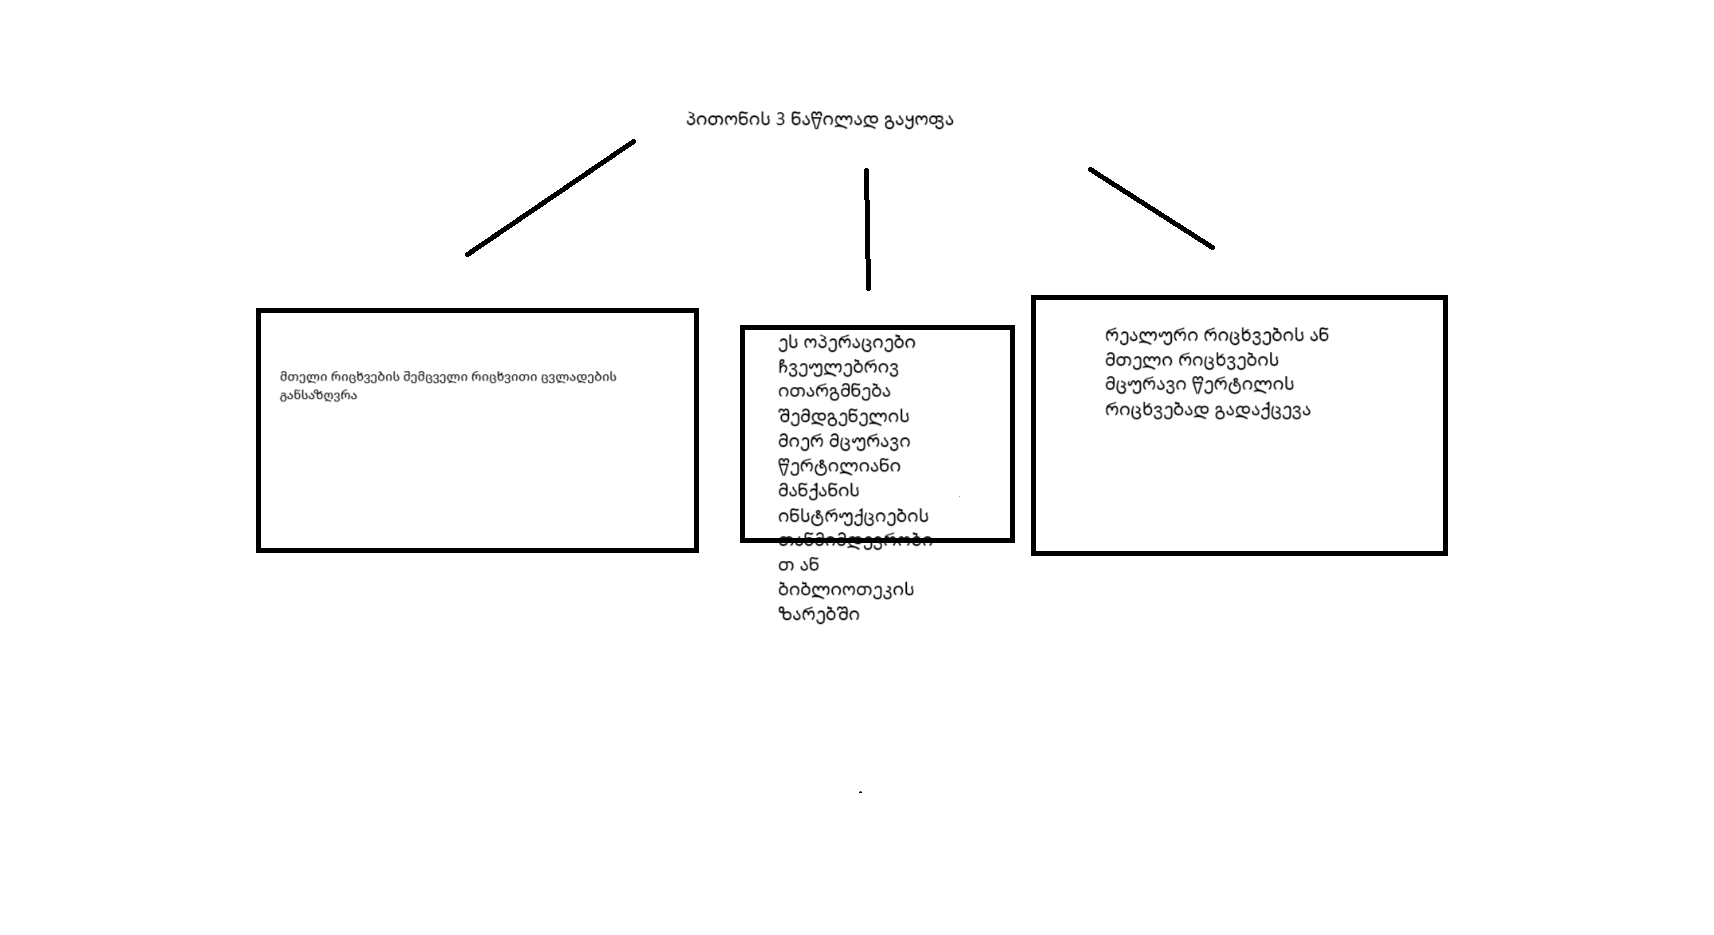 პითონის 3 ნაწილად გაყოფა
მთელი რიცხვების შემცველი რიცხვითი ცვლადების
განსაზღვრა
ეს ოპერაციები
ჩვეულებრივ
ითარგმნება
შემდგენელის
მიერ მცურავი
წერტილიანი
მანქანის
ინსტრუქციების
თანმიმდევრობი
თ ან
ბიბლიოთეკის
ზარებში
რეალური რიცხვების ან
მთელი რიცხვების
მცურავი წერტილის
რიცხვებად გადაქცევა